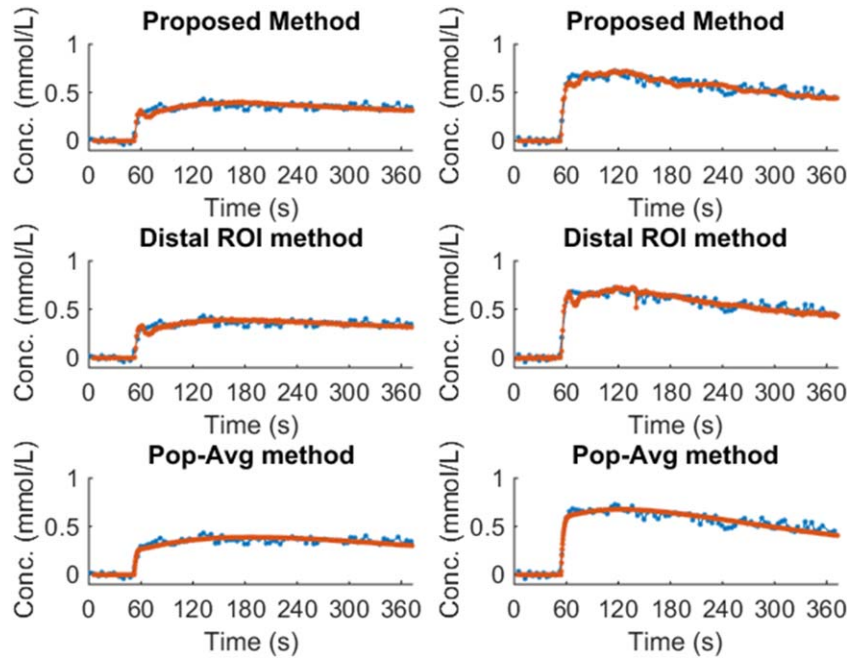 Proposed Method
Conc. (mmol/L)
1
0.5
0
0 60 120 180 240 300 360
Time (s)
Proposed Method
Conc. (mmol/L)
1
0.5
0
0 60 120 180 240 300 360
Time (s)
Distal ROI method
Conc. (mmol/L)
1
0.5
0
0 60 120 180 240 300 360
Time (s)
Distal ROI method
Conc. (mmol/L)
1
0.5
0
0 60 120 180 240 300 360
Time (s)
Pop-Avg method
Conc. (mmol/L)
1
0.5
0
0 60 120 180 240 300 360
Time (s)
Pop-Avg method
Conc. (mmol/L)
1
0.5
0
0 60 120 180 240 300 360
Time (s)